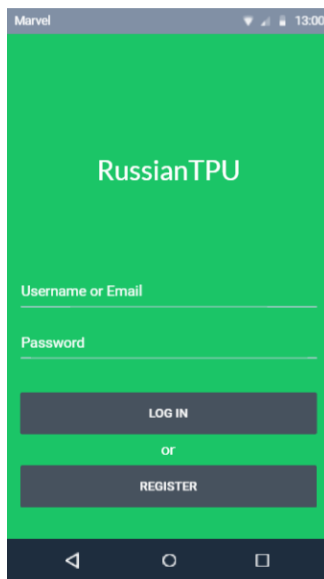 Marvel 13:00
RussianTPU
Username or Email
Password
LOG IN
or
REGISTER